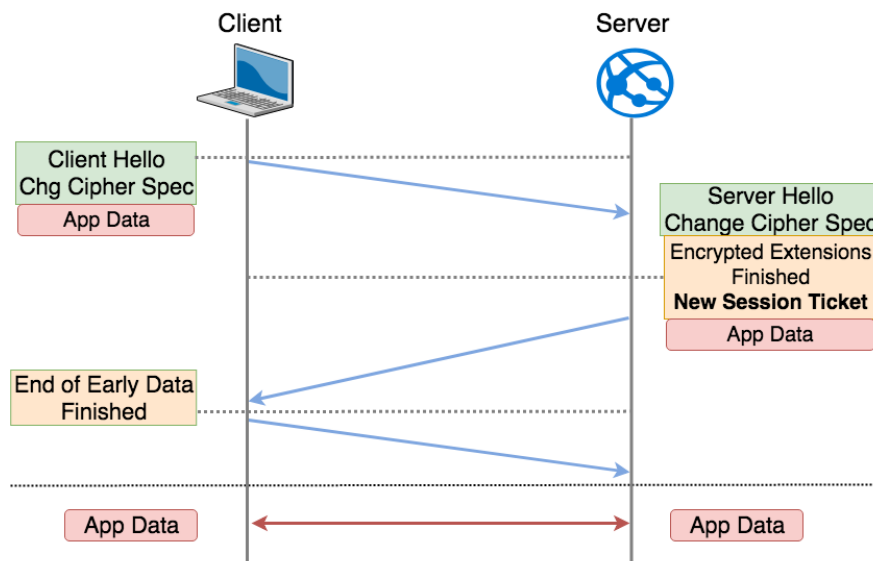 Client
Server
Client Hello
Chg Cipher Spec
App Data
Server Hello
Change Cipher Spec
Encrypted Extensions
Finished
New Session Ticket
App Data
End of Early Data
Finished
App Data
App Data